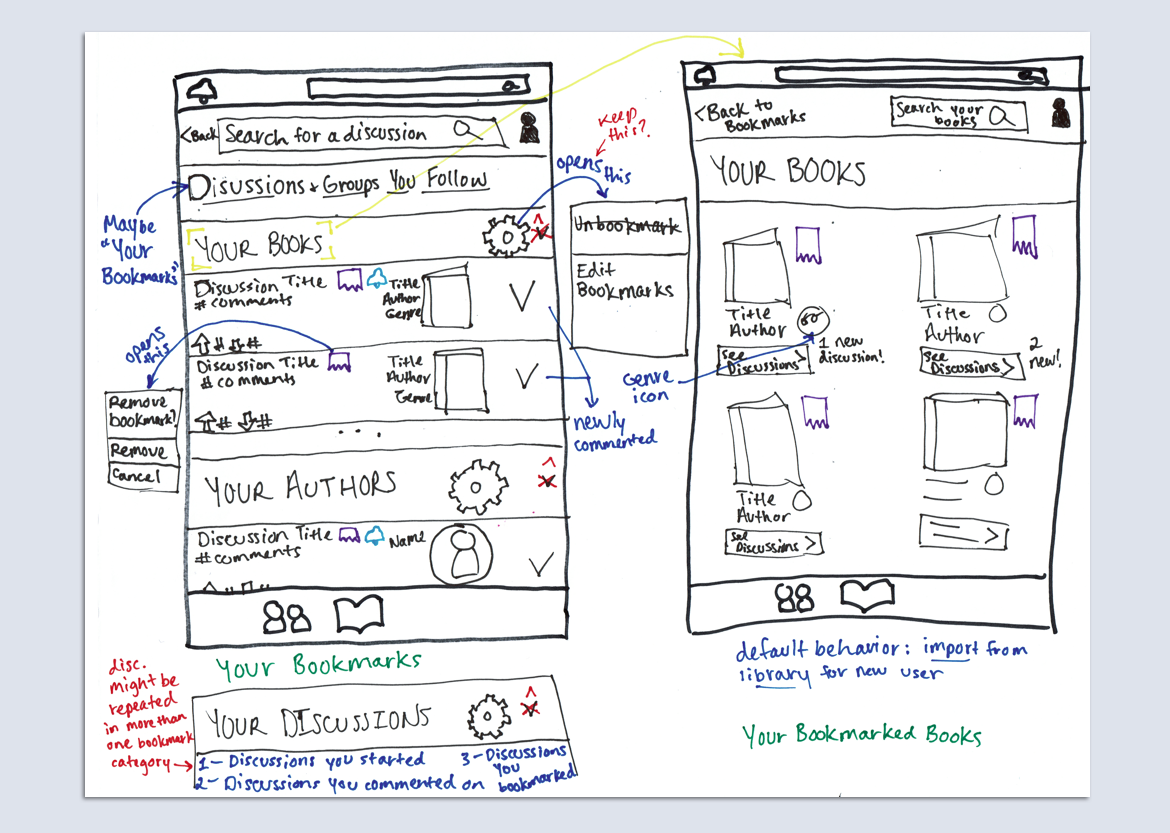 <Back
Search for a discussion
Disussions & Groups You Follow
Maybe
"Your
Bookmarks"
YOUR BOOKS
keep
this?
opens this
Unbookmark
Edit
Bookmarks
Discussion Title
# comments
Title
Author
Genre
# #
opens
this
Discussion Title
# comments
Title
Author
Genre
# #
Remove
bookmark?
Remove
Cancel
newly
commented
...
YOUR AUTHORS
Discussion Title
# comments
Name
Your Bookmarks
disc.
might be
repeated
in more than
one bookmark
category
YOUR DISCUSSIONS
1- Discussions you started
2- Discussions you commented on
3- Discussions
you
bookmarked
<Back to
Bookmarks
Search your
books
YOUR BOOKS
Title
Author
1 new
discussion!
See
Discussions >
Genre
icon
Title
Author
See
Discussions >
2
new!
Title
Author
See
Discussions >
default behavior: import from
library for new user
Your Bookmarked Books